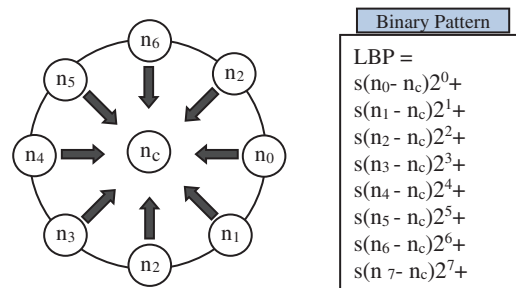 Binary Pattern
n6
n5
n2
n4
nc
n0
n3
n1
n2
LBP =
s(n0- nc)2^0+
s(n1 - nc)2^1+
s(n2 - nc)2^2+
s(n3 - nc)2^3+
s(n4 - nc)2^4+
s(n5 - nc)2^5+
s(n6 - nc)2^6+
s(n 7- nc)2^7+